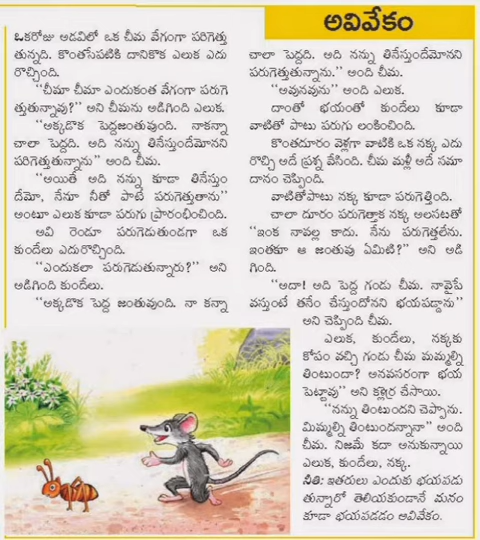 అవివేకం
ఒకరోజు అడవిలో ఒక చీమ వేగంగా పరిగెత్తు
తున్నది. కొంతసేపటికి దానికొక ఎలుక ఎదు
రొచ్చింది.
“చీమా చీమా ఎందుకంత వేగంగా పరుగె
త్తుతున్నావు?” అని చీమను అడిగింది ఎలుక.
“అక్కడొక పెద్దజంతువుంది. నాకన్నా
చాలా పెద్దది. అది నన్ను తినేస్తుందేమోనని
పరిగెత్తుతున్నాను” అంది చీమ.
“అయితే అది నన్ను కూడా తినేస్తుం
దేమో, నేనూ నీతో పాటే పరుగెత్తుతాను”
అంటూ ఎలుక కూడా పరుగు ప్రారంభించింది.
అవి రెండూ పరుగెడుతుండగా ఒక
కుందేలు ఎదురొచ్చింది.
“ఎందుకలా పరుగెడుతున్నారు?” అని
అడిగింది కుందేలు.
“అక్కడొక పెద్ద జంతువుంది. నా కన్నా
చాలా పెద్దది. అది నన్ను తినేస్తుందేమోనని
పరుగెత్తుతున్నాను.” అంది చీమ.
“అవునవును” అంది ఎలుక.
దాంతో భయంతో కుందేలు కూడా
వాటితో పాటు పరుగు లంకించింది.
కొంతదూరం వెళ్లగా వాటికి ఒక నక్క ఎదు
రొచ్చి అదే ప్రశ్న వేసింది. చీమ మళ్లీ అదే సమా
దానం చెప్పింది.
వాటితోపాటు నక్క కూడా పరుగెత్తింది.
చాలా దూరం పరుగెత్తాక నక్క అలసటతో
“ఇంక నావల్ల కాదు. నేను పరుగెత్తలేను.
ఇంతకూ ఆ జంతువు ఏమిటి?” అని అడి
గింది.
“అదా! అది పెద్ద గండు చీమ. నావైపే
వస్తుంటే తనేం చేస్తుందోనని భయపడ్డాను”
అని చెప్పింది చీమ.
ఎలుక, కుందేలు, నక్కకు
కోపం వచ్చి గండు చీమ మమ్మల్ని
తింటుందా? అనవసరంగా భయ
పెట్టావు” అని కళ్లెర్ర చేసాయి.
“నన్ను తింటుందని చెప్పాను.
మిమ్మల్ని తింటుందన్నానా” అంది
చీమ. నిజమే కదా అనుకున్నాయి
ఎలుక, కుందేలు, నక్క.
నీతి: ఇతరులు ఎందుకు భయపడు
తున్నారో తెలియకుండానే మనం
కూడా భయపడడం అవివేకం.